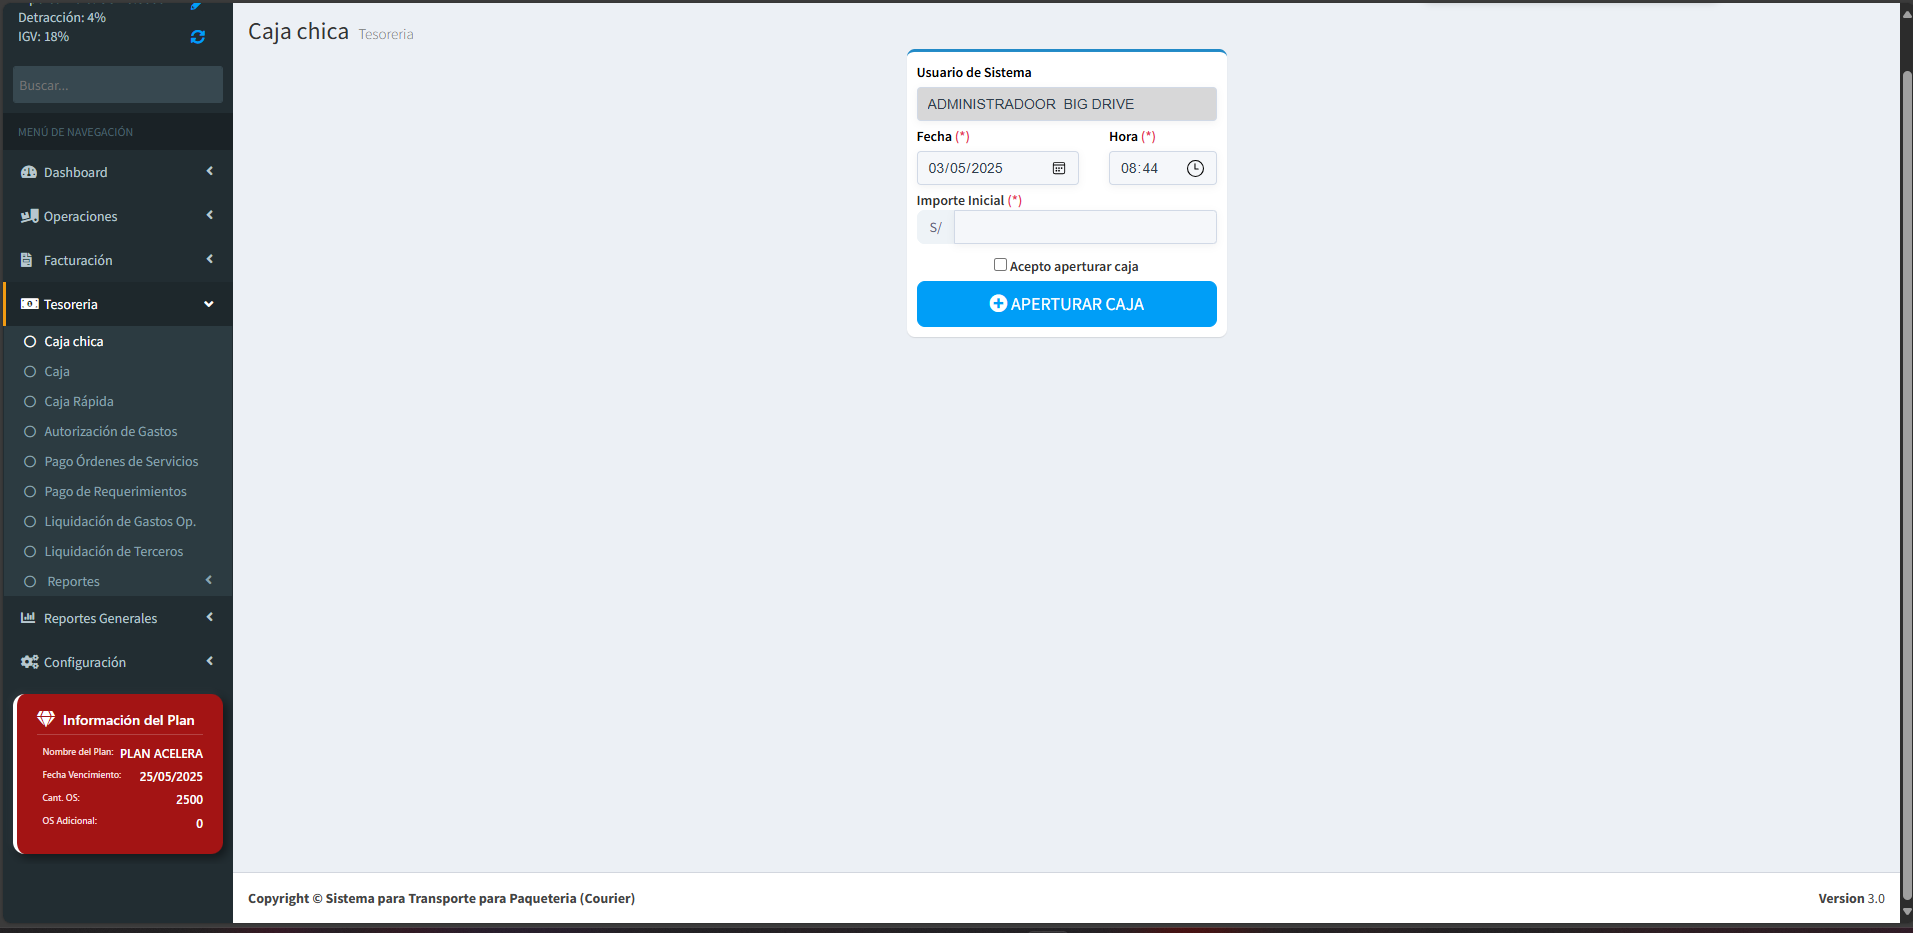 Detracción: 4%
IGV: 18%
Buscar...
MENÚ DE NAVEGACIÓN
Dashboard
Operaciones
Facturación
Tesoreria
Caja chica
Caja
Caja Rápida
Autorización de Gastos
Pago Órdenes de Servicios
Pago de Requerimientos
Liquidación de Gastos Op.
Liquidación de Terceros
Reportes
Reportes Generales
Configuración
Información del Plan
Nombre del Plan: PLAN ACELERA
Fecha Vencimiento: 25/05/2025
Cant. OS: 2500
OS Adicional: 0
Caja chica Tesoreria
Usuario de Sistema
ADMINISTRADOOR BIG DRIVE
Fecha (*) Hora (*)
03/05/2025 08:44
Importe Inicial (*)
S/
Acepto aperturar caja
APERTURAR CAJA
Copyright © Sistema para Transporte para Paqueteria (Courier) Version 3.0